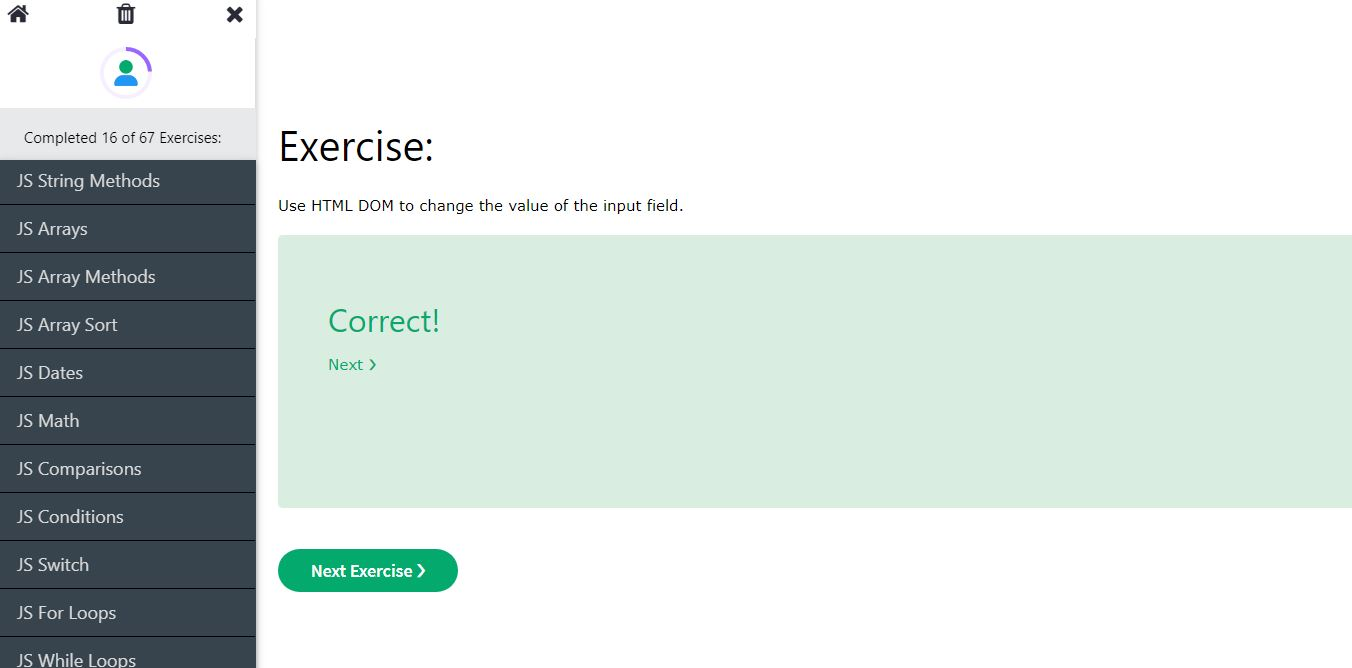 Completed 16 of 67 Exercises:
JS String Methods
JS Arrays
JS Array Methods
JS Array Sort
JS Dates
JS Math
JS Comparisons
JS Conditions
JS Switch
JS For Loops
JS While Loops
Exercise:
Use HTML DOM to change the value of the input field.
Correct!
Next ❯
Next Exercise ❯